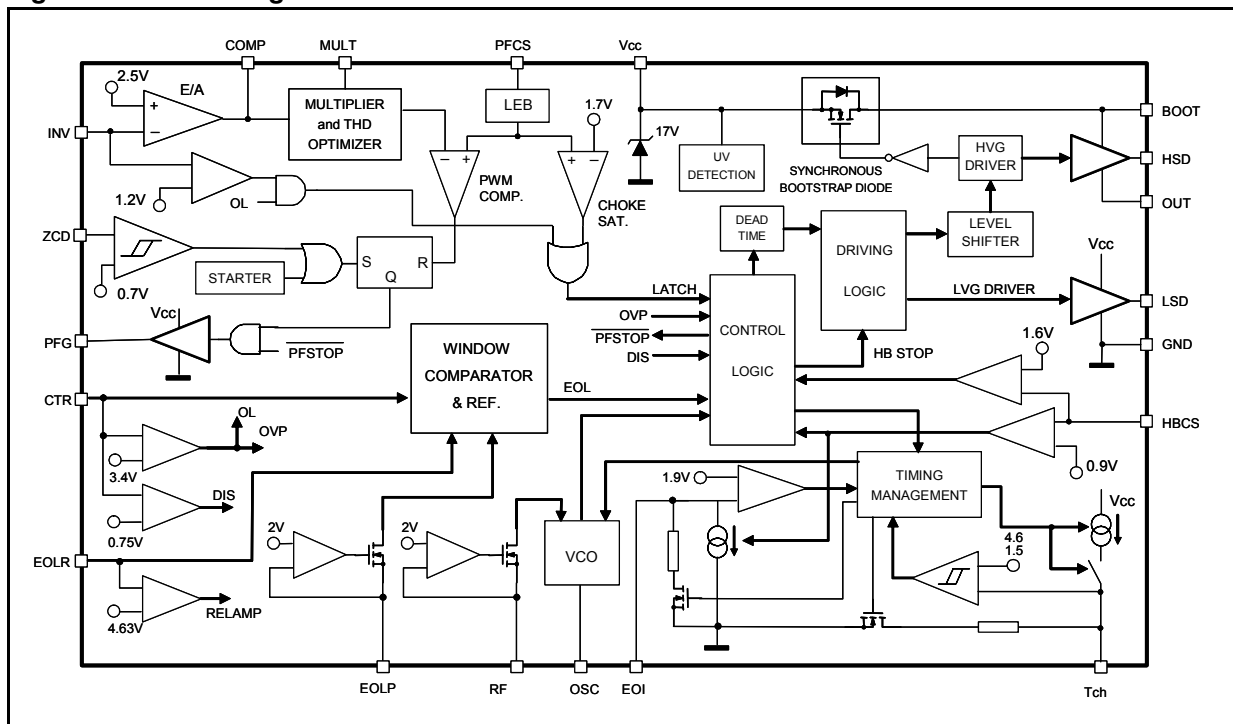 COMP
MULT
PFCS
Vcc
2.5V
E/A
INV
MULTIPLIER
and THD
OPTIMIZER
LEB
1.7V
17V
UV
DETECTION
SYNCHRONOUS
BOOTSTRAP DIODE
HVG
DRIVER
BOOT
HSD
OUT
PWM
COMP.
CHOKE
SAT.
1.2V
OL
ZCD
0.7V
STARTER
S
R
Q
DEAD
TIME
DRIVING
LOGIC
LEVEL
SHIFTER
Vcc
LVG DRIVER
LSD
GND
LATCH
OVP
PFSTOP
DIS
CONTROL
LOGIC
HB STOP
1.6V
HBCS
0.9V
Vcc
PFG
PFSTOP
WINDOW
COMPARATOR
& REF.
EOL
CTR
OL
OVP
3.4V
DIS
0.75V
EOLR
RELAMP
4.63V
2V
2V
VCO
1.9V
TIMING
MANAGEMENT
Vcc
4.6
1.5
EOLP
RF
OSC
EOI
Tch